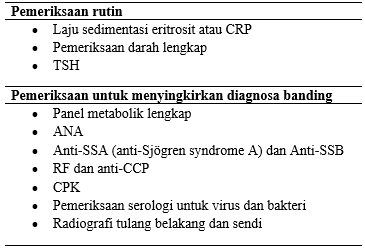 Pemeriksaan rutin
• Laju sedimentasi eritrosit atau CRP
• Pemeriksaan darah lengkap
• TSH
Pemeriksaan untuk menyingkirkan diagnosa banding
• Panel metabolik lengkap
• ANA
• Anti-SSA (anti-Sjögren syndrome A) dan Anti-SSB
• RF dan anti-CCP
• CPK
• Pemeriksaan serologi untuk virus dan bakteri
• Radiografi tulang belakang dan sendi